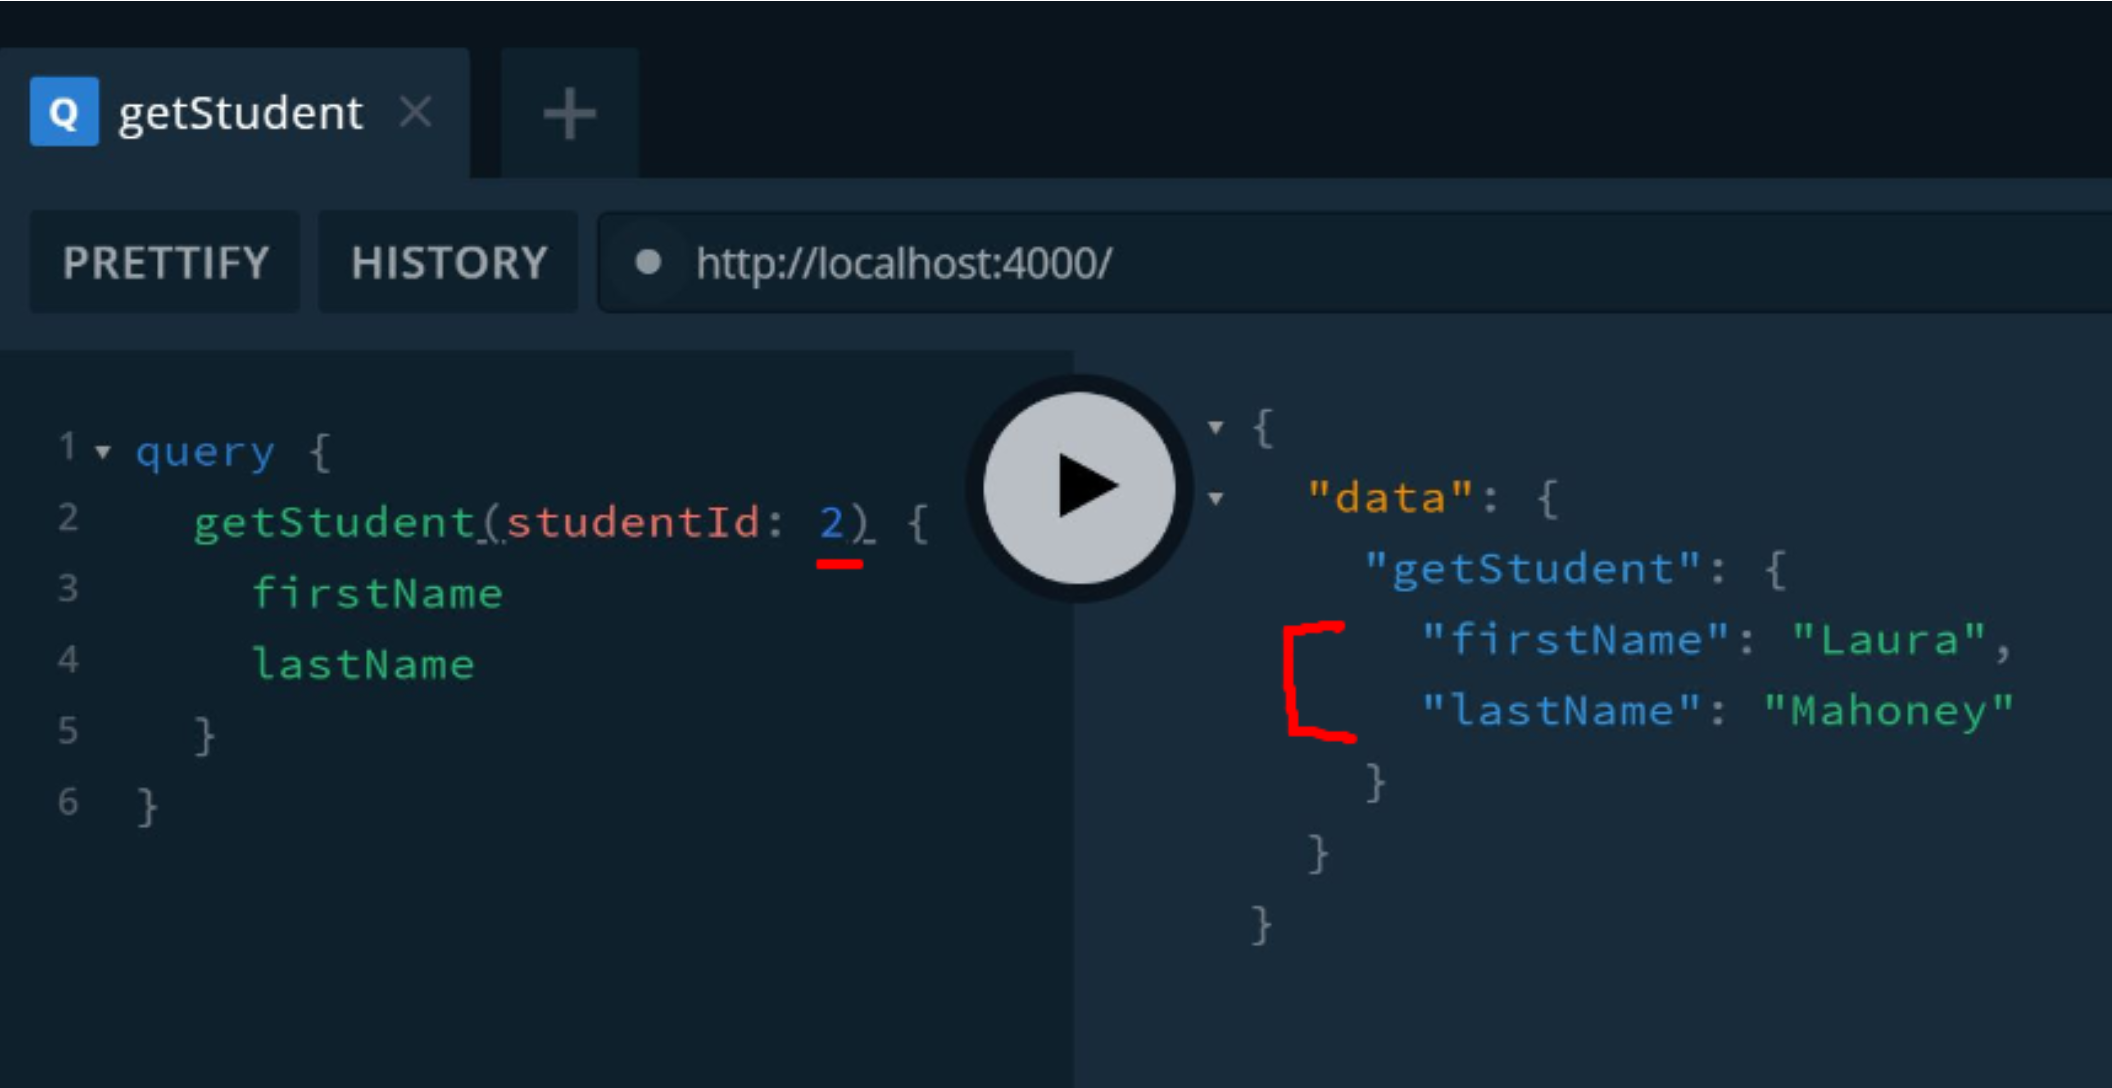 Q getStudent × +
PRETTIFY HISTORY http://localhost:4000/
1 query {
2 getStudent(studentId: 2) {
3 firstName
4 lastName
5 }
6 }
{
"data": {
"getStudent": {
"firstName": "Laura",
"lastName": "Mahoney"
}
}
}